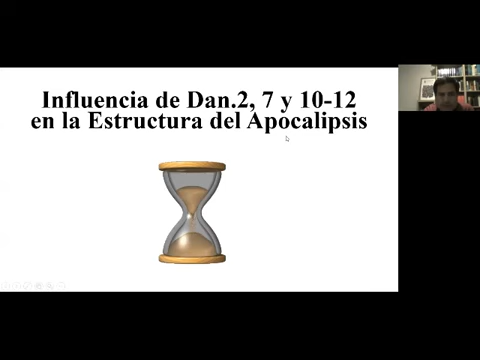 Influencia de Dan.2, 7 y 10-12
en la Estructura del Apocalipsis